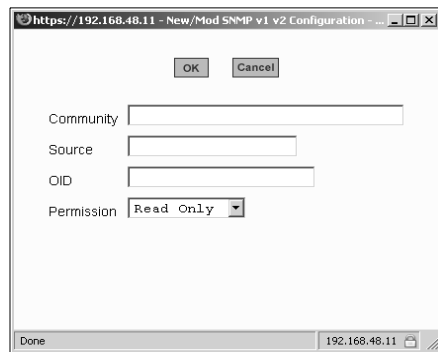 https://192.168.48.11 - New/Mod SNMP v1 v2 Configuration - ...
OK Cancel
Community
Source
OID
Permission Read Only
Done 192.168.48.11